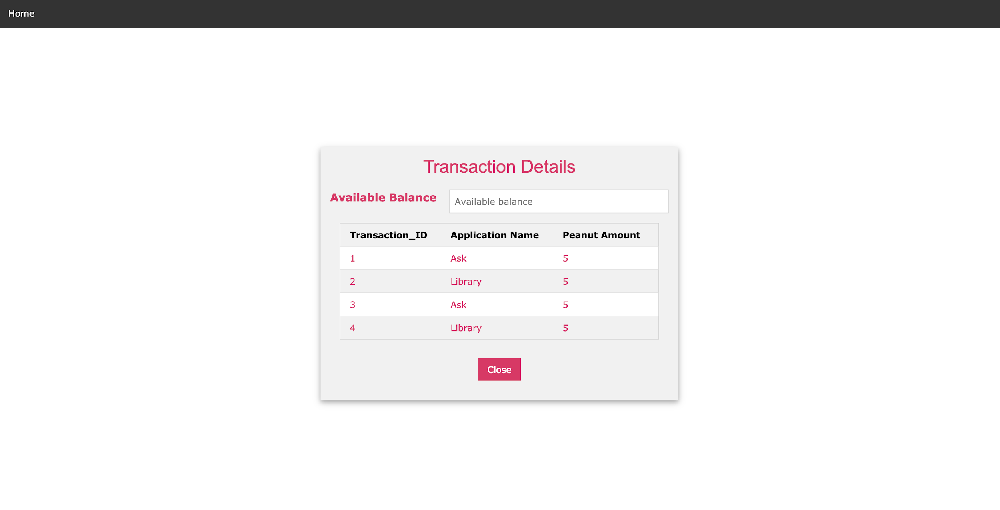 Home
Transaction Details
Available Balance Available balance
Transaction_ID Application Name Peanut Amount
1 Ask 5
2 Library 5
3 Ask 5
4 Library 5
Close